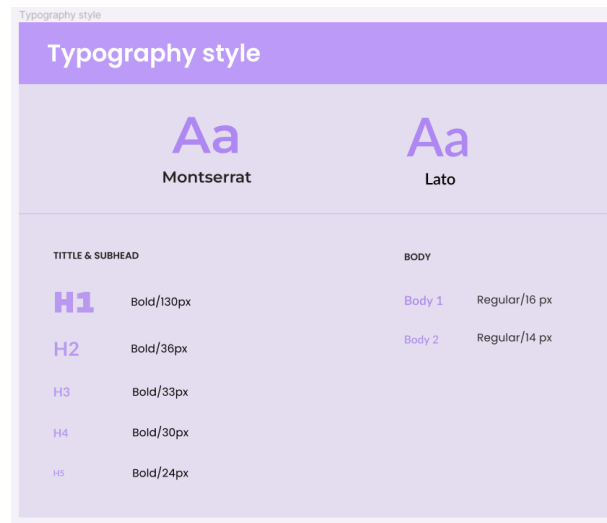 Typography style
Typography style
Aa
Montserrat
Aa
Lato
TITTLE & SUBHEAD
H1 Bold/130px
H2 Bold/36px
H3 Bold/33px
H4 Bold/30px
H5 Bold/24px
BODY
Body 1 Regular/16 px
Body 2 Regular/14 px